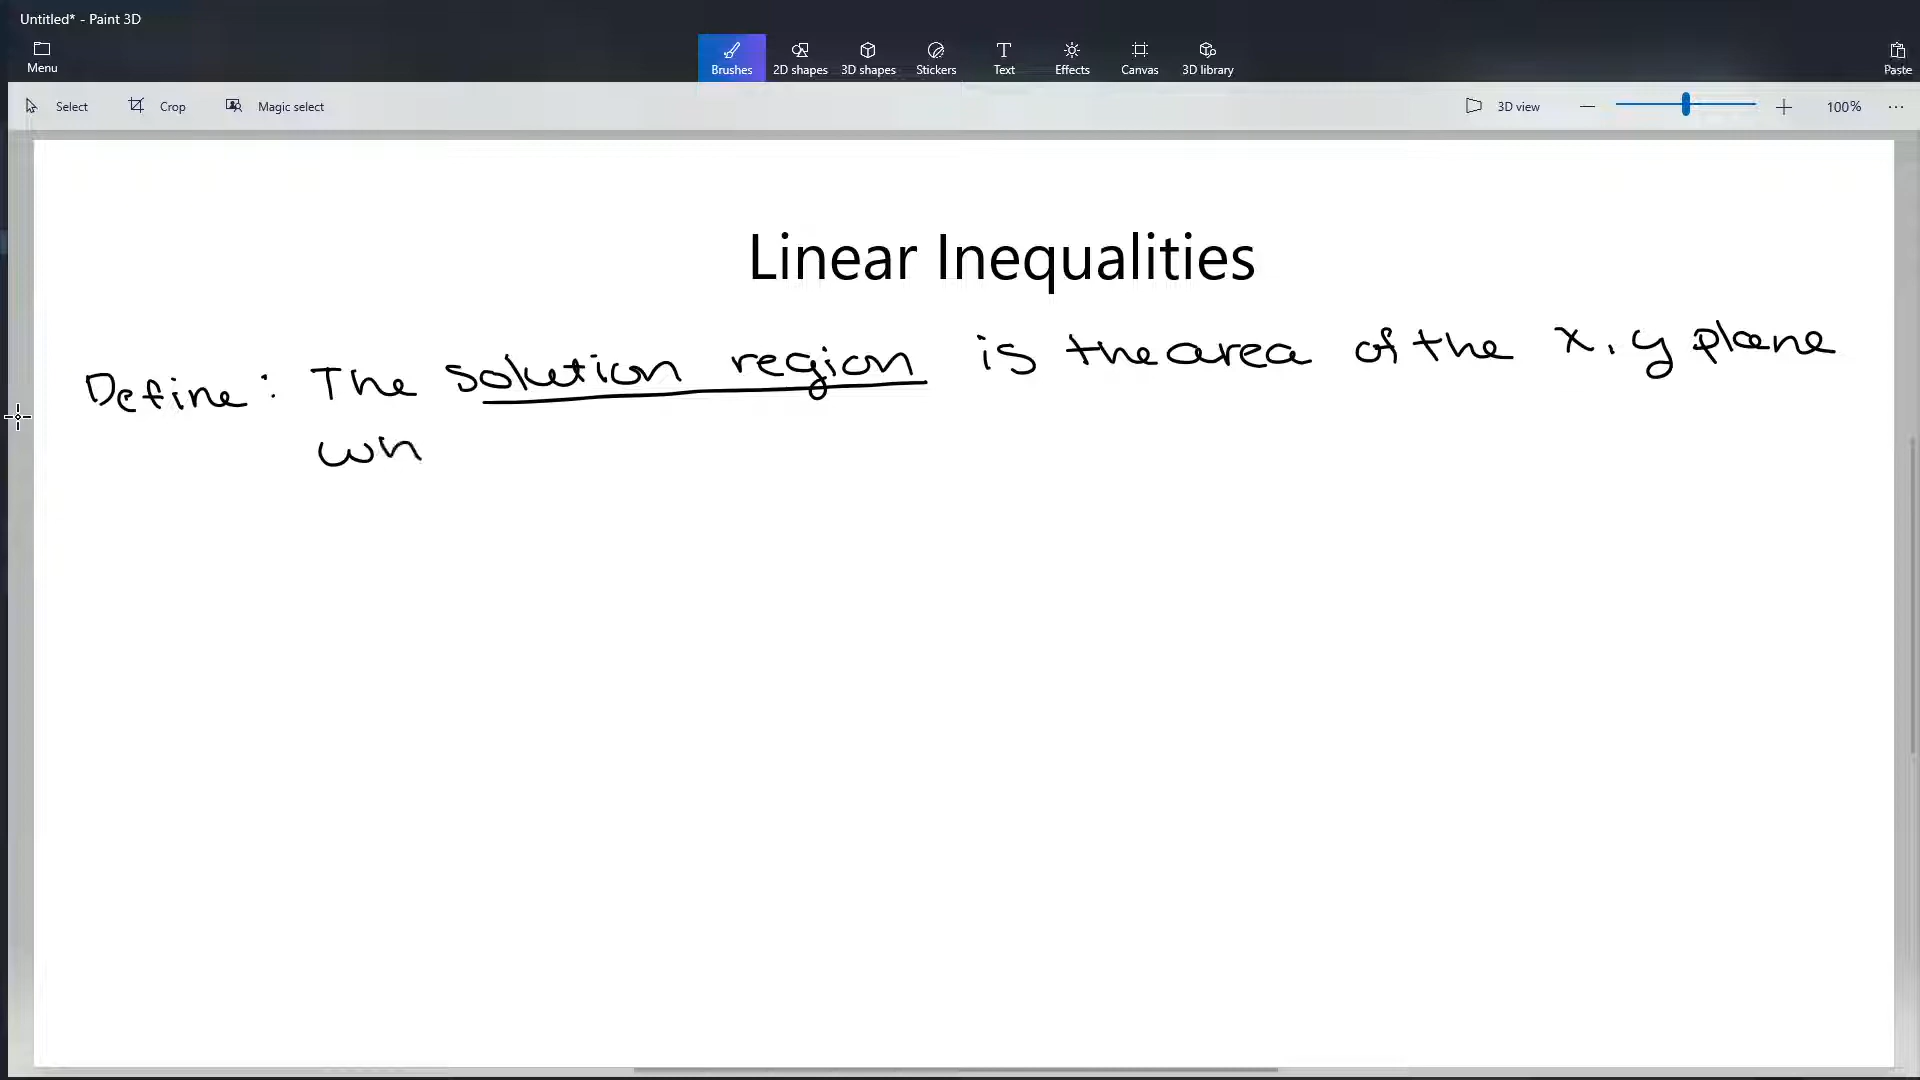 Untitled* - Paint 3D
Menu
Brushes 2D shapes 3D shapes Stickers Text Effects Canvas 3D library
Paste
Select Crop Magic select
3D view 100%
Linear Inequalities
Define: The solution region is the area of the x, y plane
wh